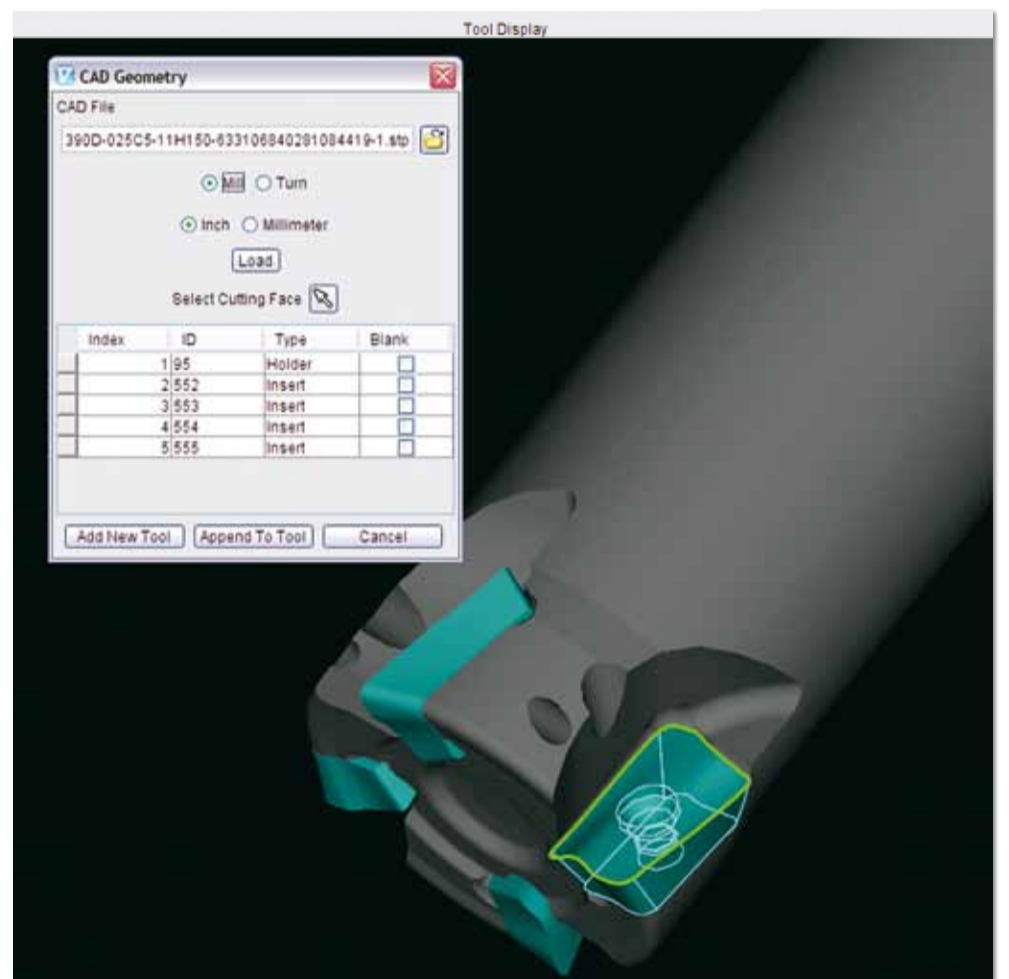 Tool Display
CAD Geometry
CAD File
390D-025C5-11H150-633106840281084419-1.stp
Mill Turn
Inch Millimeter
Load
Select Cutting Face
Index ID Type Blank
1 95 Holder
2 552 Insert
3 553 Insert
4 554 Insert
5 555 Insert
Add New Tool Append To Tool Cancel